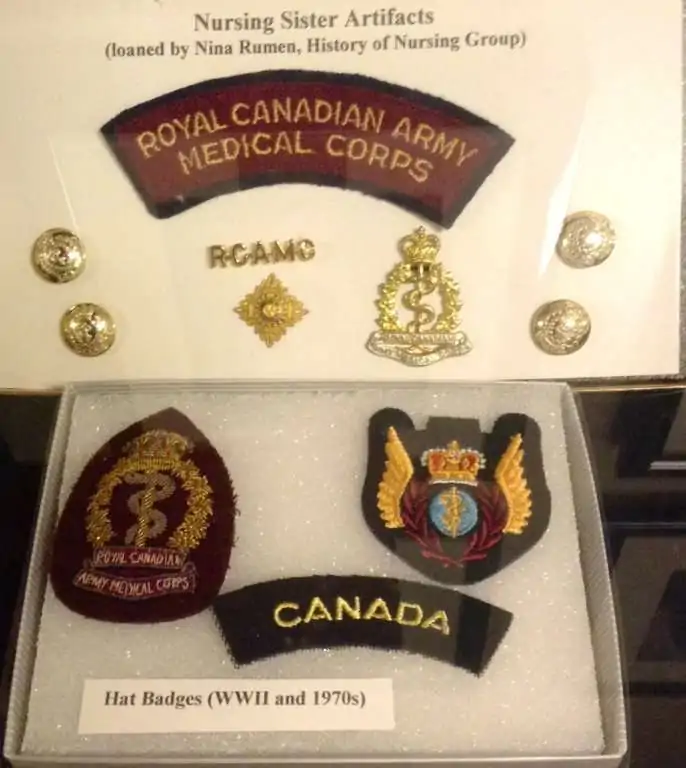 Nursing Sister Artifacts
(loaned by Nina Rumen, History of Nursing Group)
ROYAL CANADIAN ARMY
MEDICAL CORPS
RCAMC
ROYAL CANADIAN
ARMY MEDICAL CORPS
CANADA
Hat Badges (WWII and 1970s)